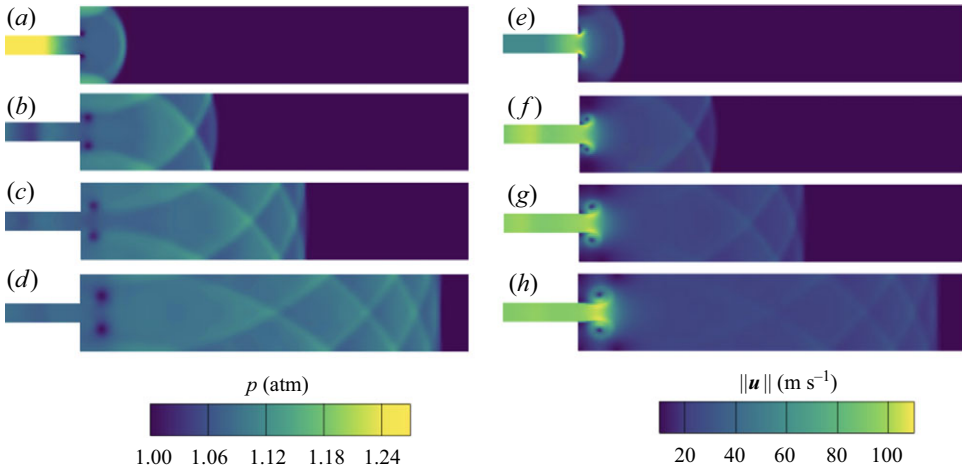 (a)
(e)
(b)
(f)
(c)
(g)
(d)
(h)
p (atm)
||u|| (m s⁻¹)
1.00 1.06 1.12 1.18 1.24
20 40 60 80 100